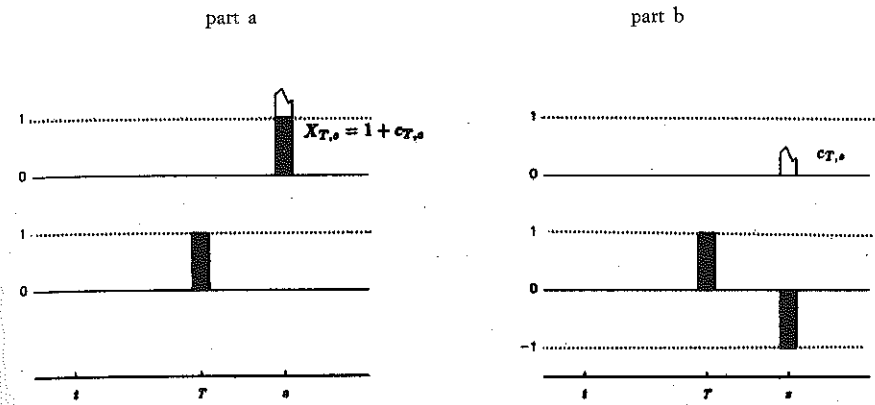 part a
part b
1
X_{T,s} = 1 + c_{T,s}
0
1
0
t T s
1
c_{T,s}
0
1
0
-1
t T s